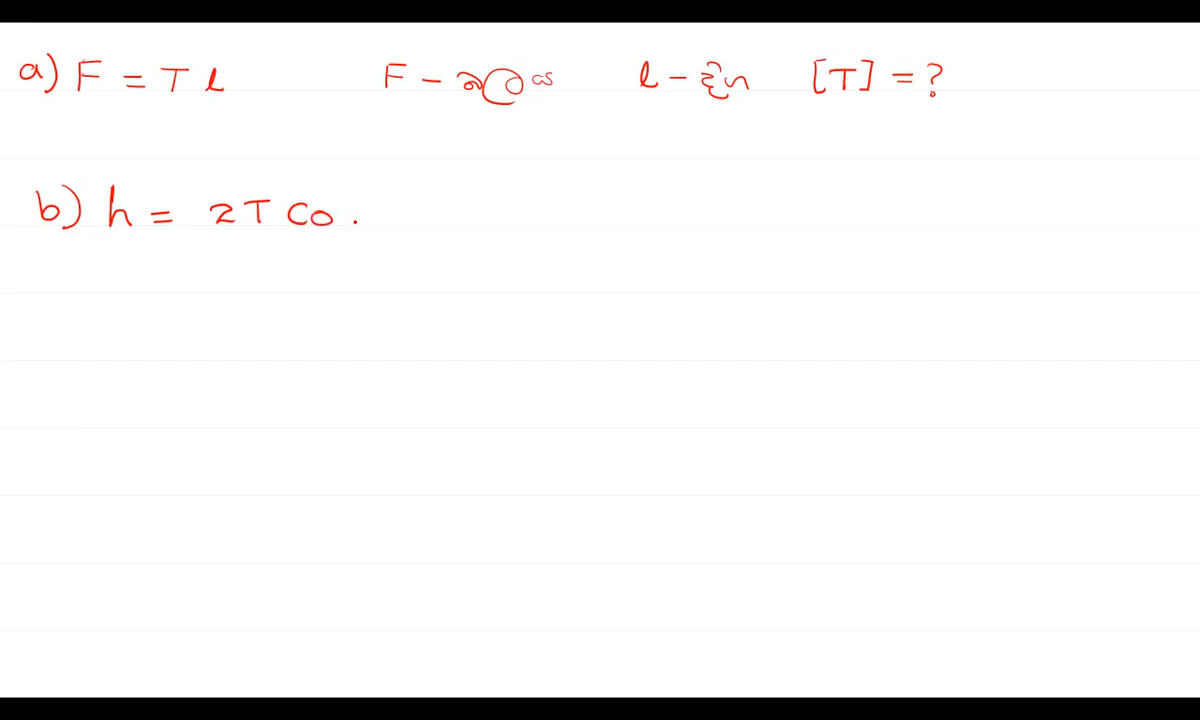 a) F = T l F - බලය l - දුර [T] = ?
b) h = 2T Co.